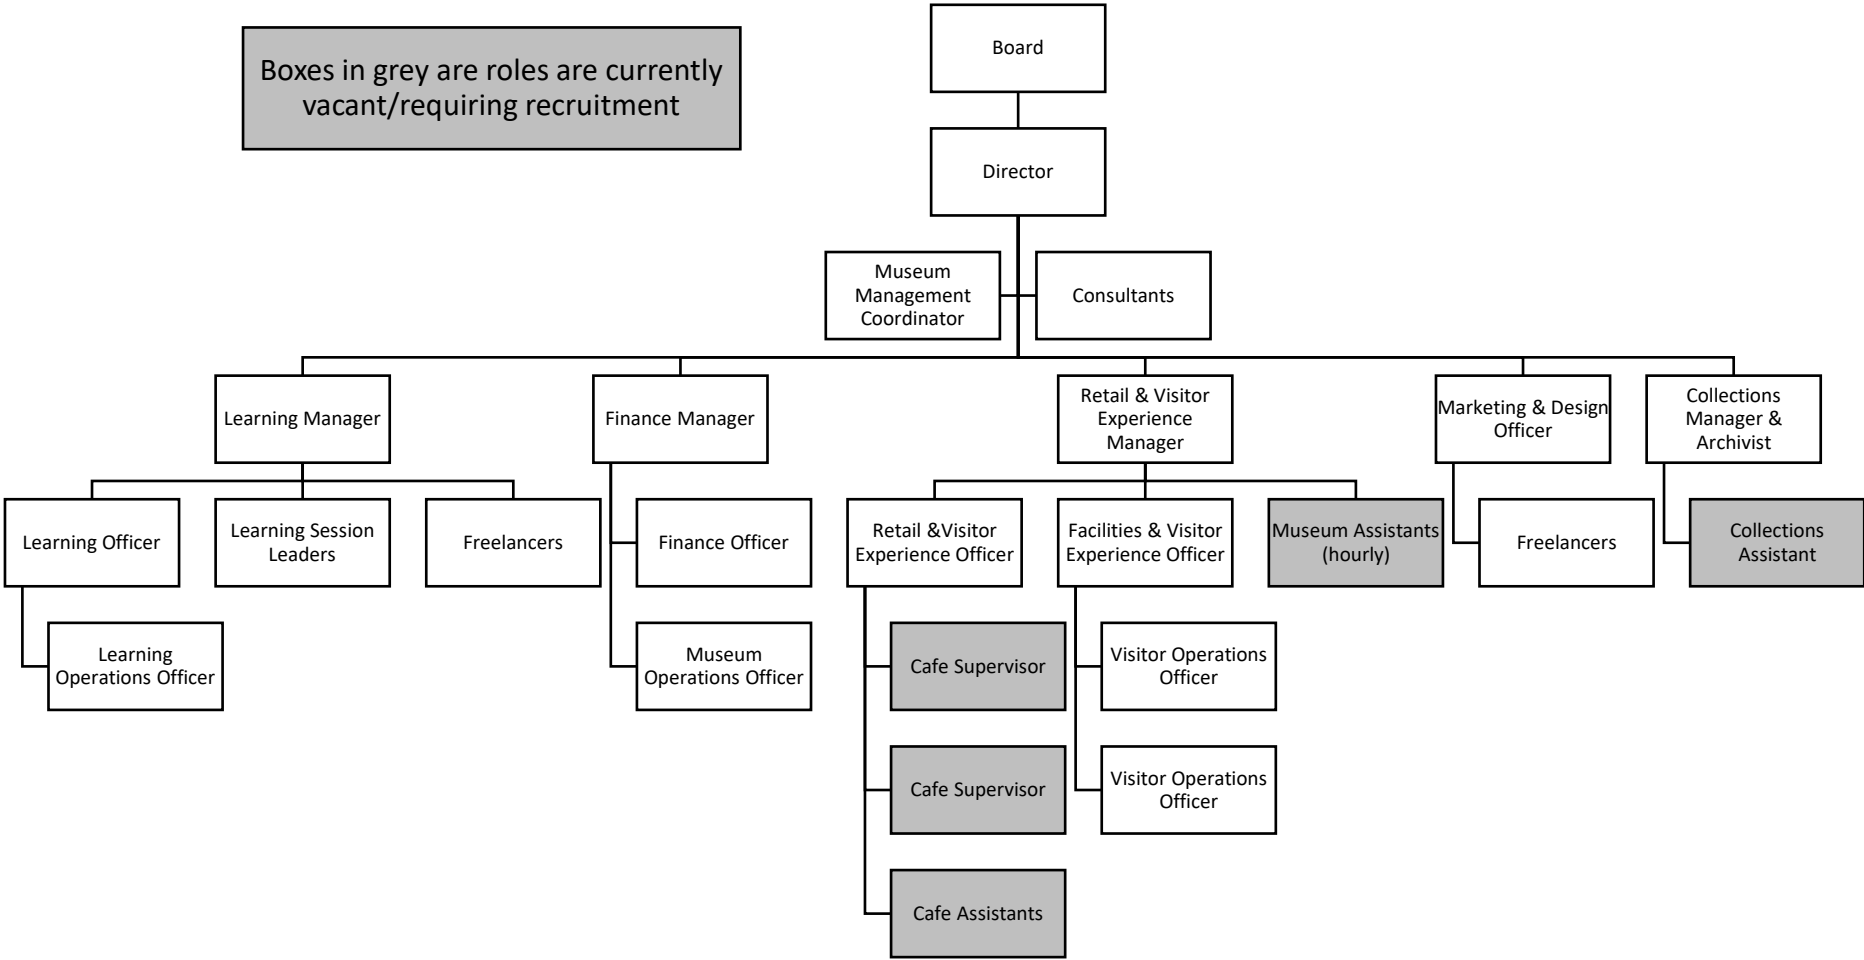 Boxes in grey are roles are currently
vacant/requiring recruitment
Board
Director
Museum
Management
Coordinator
Consultants
Learning Manager
Finance Manager
Retail & Visitor
Experience
Manager
Marketing & Design
Officer
Collections
Manager &
Archivist
Learning Officer
Learning Session
Leaders
Freelancers
Finance Officer
Retail &Visitor
Experience Officer
Facilities & Visitor
Experience Officer
Museum Assistants
(hourly)
Freelancers
Collections
Assistant
Learning
Operations Officer
Museum
Operations Officer
Cafe Supervisor
Visitor Operations
Officer
Cafe Supervisor
Visitor Operations
Officer
Cafe Assistants